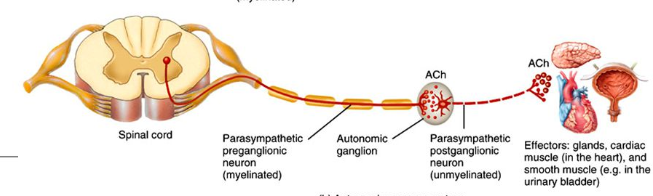 (myelinated)
ACh
ACh
Spinal cord
Parasympathetic
preganglionic
neuron
(myelinated)
Autonomic
ganglion
Parasympathetic
postganglionic
neuron
(unmyelinated)
Effectors: glands, cardiac
muscle (in the heart), and
smooth muscle (e.g. in the
urinary bladder)